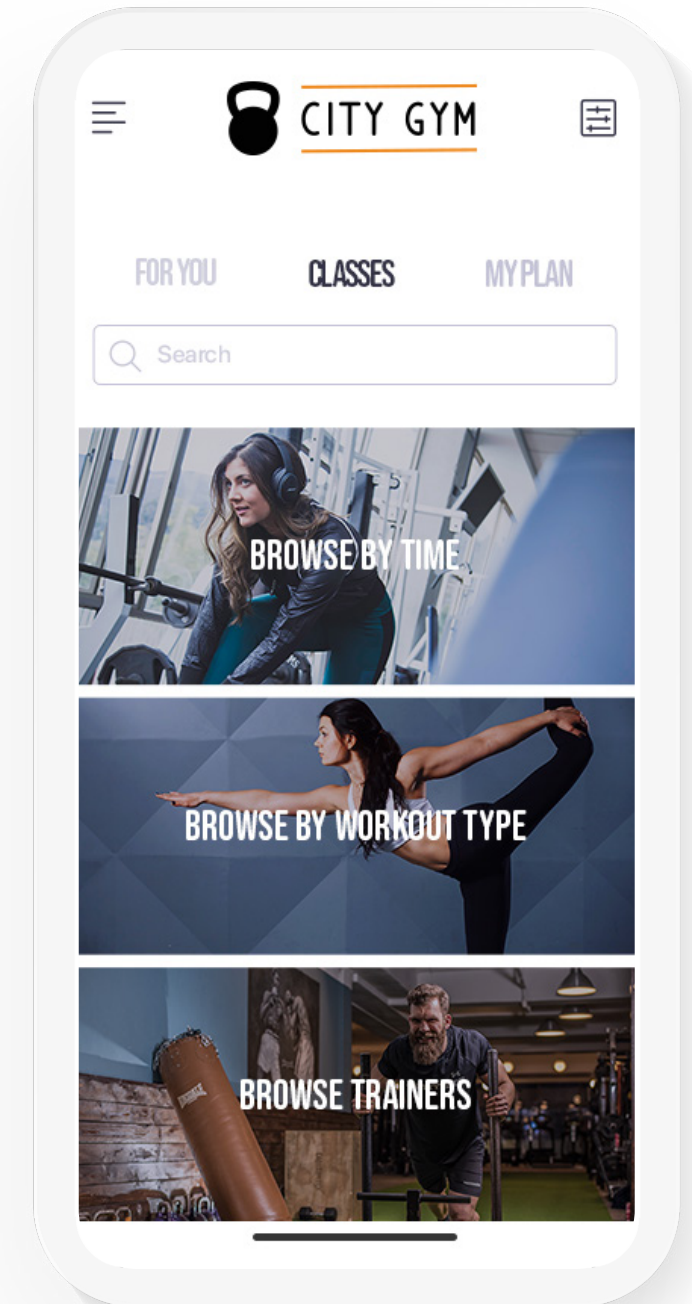 CITY GYM
FOR YOU
CLASSES
MY PLAN
Search
BROWSE BY TIME
BROWSE BY WORKOUT TYPE
BROWSE TRAINERS